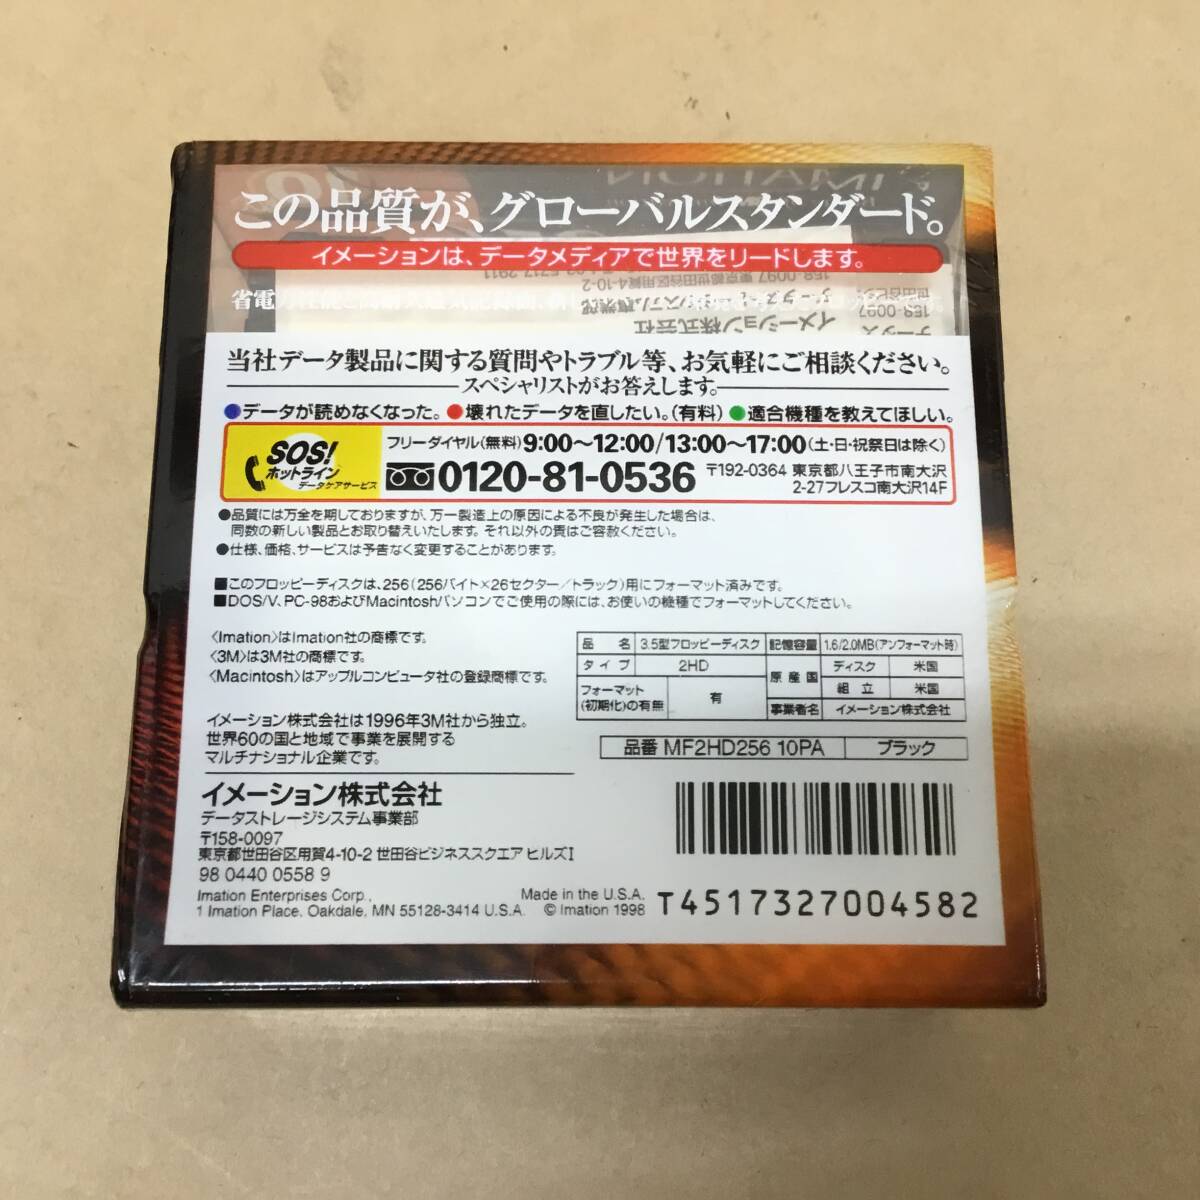 この品質が、グローバルスタンダード。
イメーションは、データメディアで世界をリードします。
当社データ製品に関する質問やトラブル等、お気軽にご相談ください。
スペシャリストがお答えします。
●データが読めなくなった。●壊れたデータを直したい。(有料)●適合機種を教えてほしい。
SOS!
ホットライン
データケアサービス
フリーダイヤル(無料)9:00〜12:00/13:00〜17:00(土・日・祝祭日は除く)
0120-81-0536
〒192-0364 東京都八王子市南大沢
2-27フレスコ南大沢14F
●品質には万全を期しておりますが、万一製造上の原因による不良が発生した場合は、
同数の新しい製品とお取り替えいたします。それ以外の責はご容赦ください。
●仕様、価格、サービスは予告なく変更することがあります。
■このフロッピーディスクは、256(256バイト×26セクター/トラック)用にフォーマット済みです。
■DOS/V、PC-98およびMacintoshパソコンでご使用の際には、お使いの機種でフォーマットしてください。
〈Imation〉はImation社の商標です。
〈3M〉は3M社の商標です。
〈Macintosh〉はアップルコンピュータ社の登録商標です。
イメーション株式会社は1996年3M社から独立。
世界60の国と地域で事業を展開する
マルチナショナル企業です。
品名 3.5型フロッピーディスク 記憶容量 1.6/2.0MB(アンフォーマット時)
タイプ 2HD 原産国 ディスク 米国
フォーマット(初期化)の有無 有 組立 米国
事業者名 イメーション株式会社
品番 MF2HD256 10PA ブラック
イメーション株式会社
データストレージシステム事業部
〒158-0097
東京都世田谷区用賀4-10-2 世田谷ビジネススクエア ヒルズI
98 0440 0558 9
Imation Enterprises Corp.,
1 Imation Place. Oakdale, MN 55128-3414 U.S.A.
Made in the U.S.A.
© Imation 1998
T4517327004582